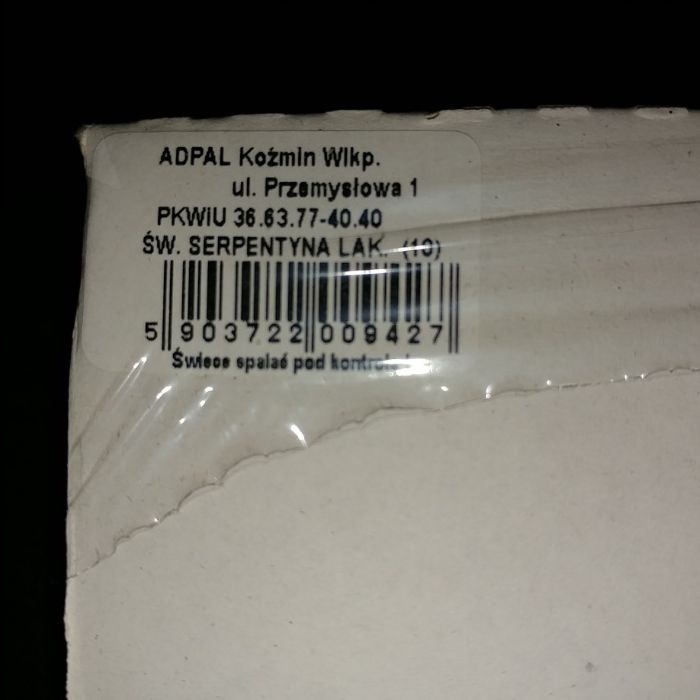 ADPAL Koźmin Wlkp.
ul. Przemysłowa 1
PKWIU 36.63.77-40.40
ŚW. SERPENTYNA LAK. (10)
5 903722 009427
Świece spalać pod kontrolą!